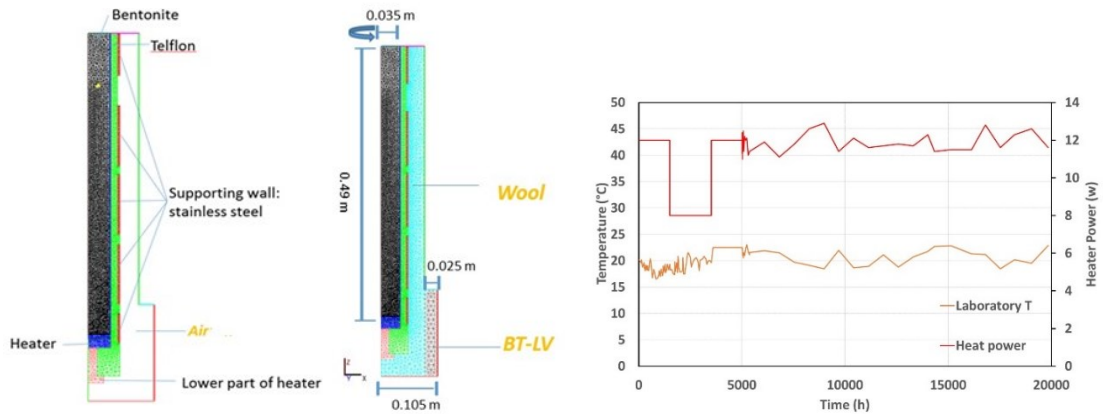 Bentonite
Telflon
Supporting wall:
stainless steel
Heater
Air
Lower part of heater
0.035 m
0.49 m
Wool
0.025 m
BT-LV
0.105 m
z
Y
x
Temperature (°C)
50
45
40
35
30
25
20
15
10
5
0
0
5000
10000
15000
20000
Time (h)
14
12
10
8
6
4
2
0
Heater Power (w)
Laboratory T
Heat power